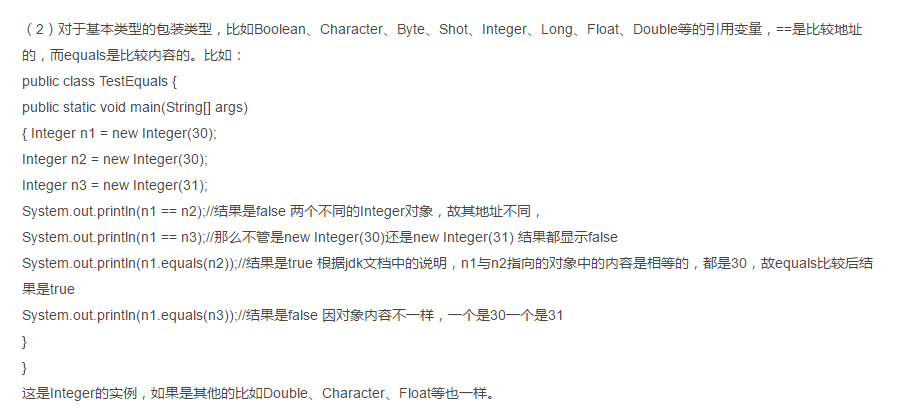 （2）对于基本类型的包装类型，比如Boolean、Character、Byte、Shot、Integer、Long、Float、Double等的引用变量，==是比较地址
的，而equals是比较内容的。比如：
public class TestEquals {
public static void main(String[] args)
{ Integer n1 = new Integer(30);
Integer n2 = new Integer(30);
Integer n3 = new Integer(31);
System.out.println(n1 == n2);//结果是false 两个不同的Integer对象，故其地址不同，
System.out.println(n1 == n3);//那么不管是new Integer(30)还是new Integer(31) 结果都显示false
System.out.println(n1.equals(n2));//结果是true 根据jdk文档中的说明，n1与n2指向的对象中的内容是相等的，都是30，故equals比较后结
果是true
System.out.println(n1.equals(n3));//结果是false 因对象内容不一样，一个是30一个是31
}
}
这是Integer的实例，如果是其他的比如Double、Character、Float等也一样。